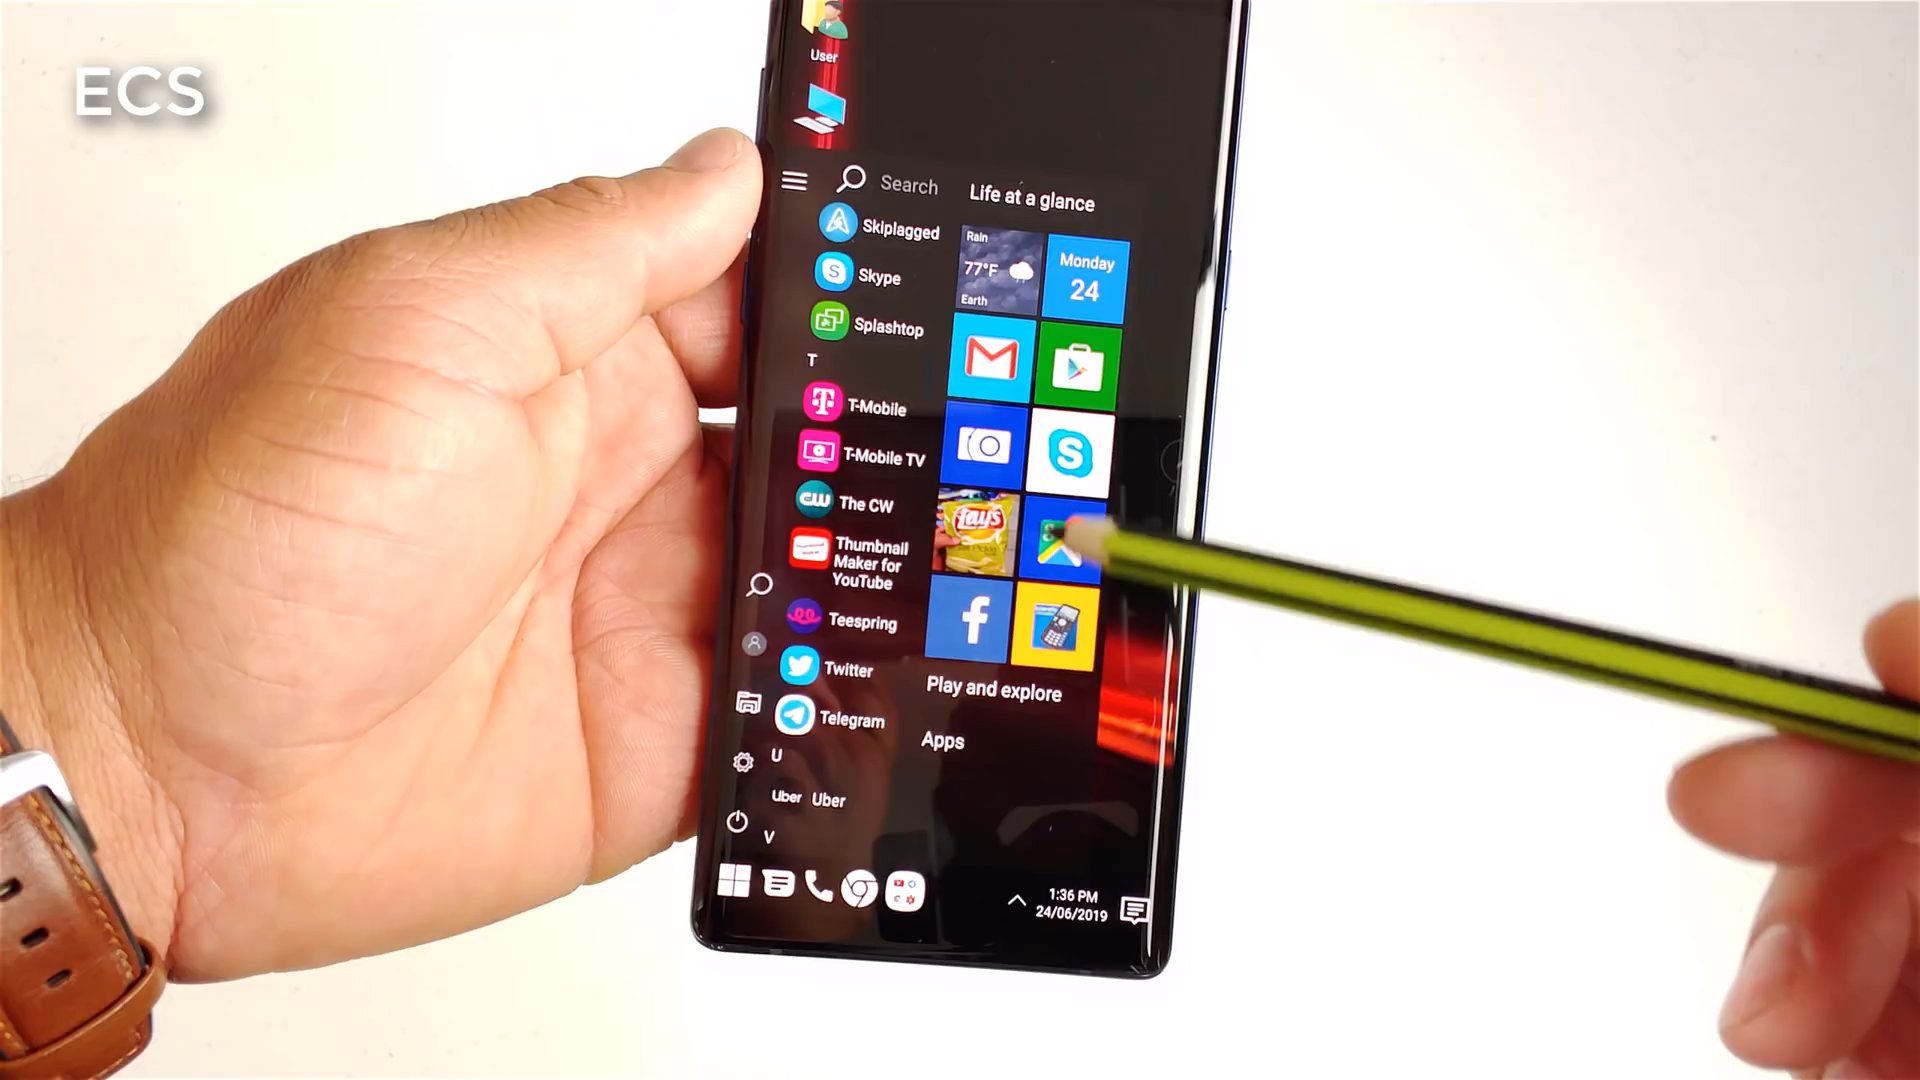 ECS
User
Search
Life at a glance
Skiplagged
Skype
Splashtop
T
T-Mobile
T-Mobile TV
CW The CW
Thumbnail
Maker for
YouTube
Teespring
Twitter
Telegram
U
Uber Uber
V
Rain
77°F
Earth
Monday
24
Lay's
Play and explore
Apps
1:36 PM
24/06/2019